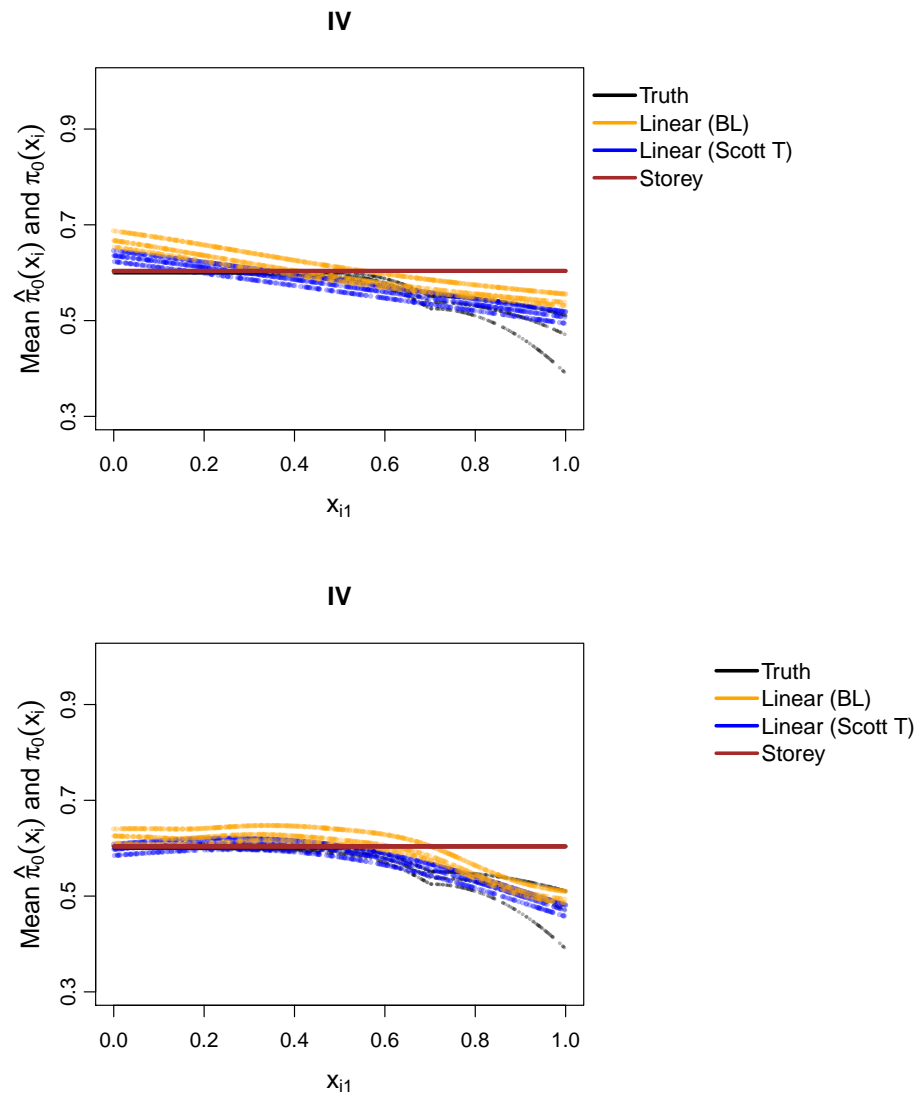 IV
Mean π̂₀(xᵢ) and π₀(xᵢ)
0.9
0.7
0.5
0.3
0.0 0.2 0.4 0.6 0.8 1.0
xᵢ₁
Truth
Linear (BL)
Linear (Scott T)
Storey
IV
Mean π̂₀(xᵢ) and π₀(xᵢ)
0.9
0.7
0.5
0.3
0.0 0.2 0.4 0.6 0.8 1.0
xᵢ₁
Truth
Linear (BL)
Linear (Scott T)
Storey